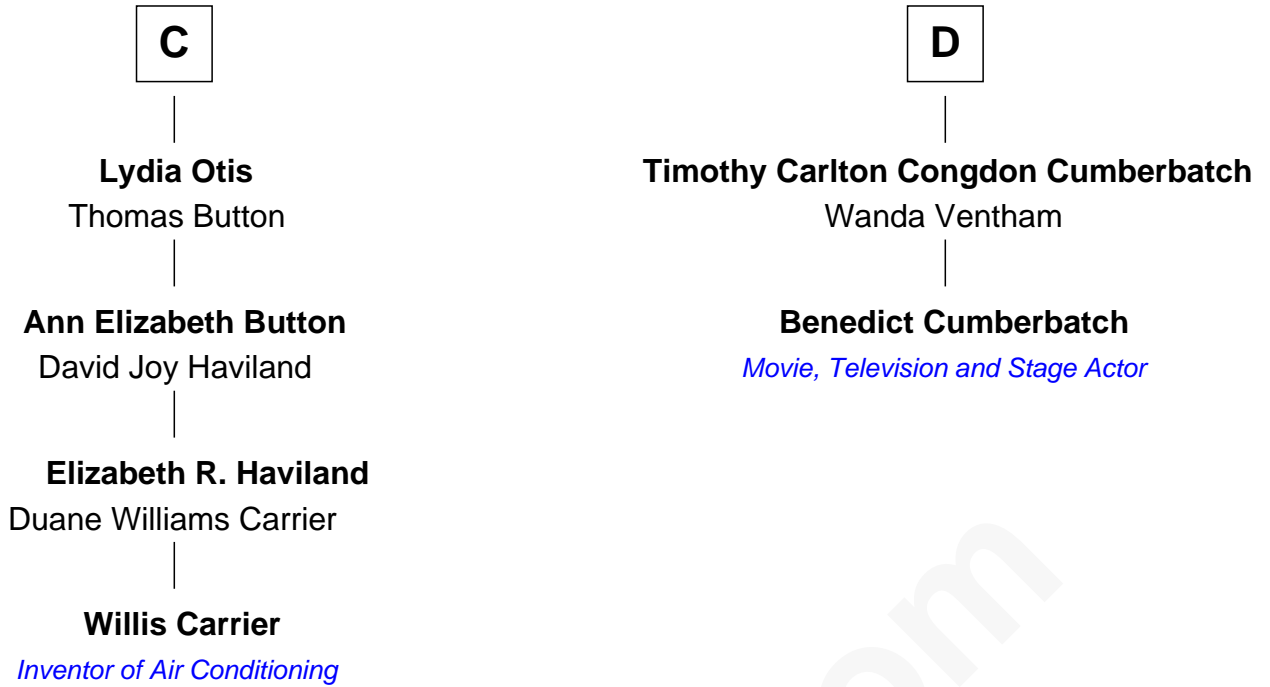 C
Lydia Otis
Thomas Button
Ann Elizabeth Button
David Joy Haviland
Elizabeth R. Haviland
Duane Williams Carrier
Willis Carrier
Inventor of Air Conditioning
D
Timothy Carlton Congdon Cumberbatch
Wanda Ventham
Benedict Cumberbatch
Movie, Television and Stage Actor
om